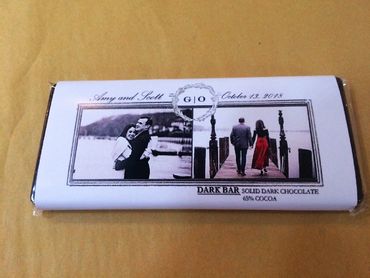 Amy and Scott
October 13, 2018
G|O
DARK BAR SOLID DARK CHOCOLATE
65% COCOA